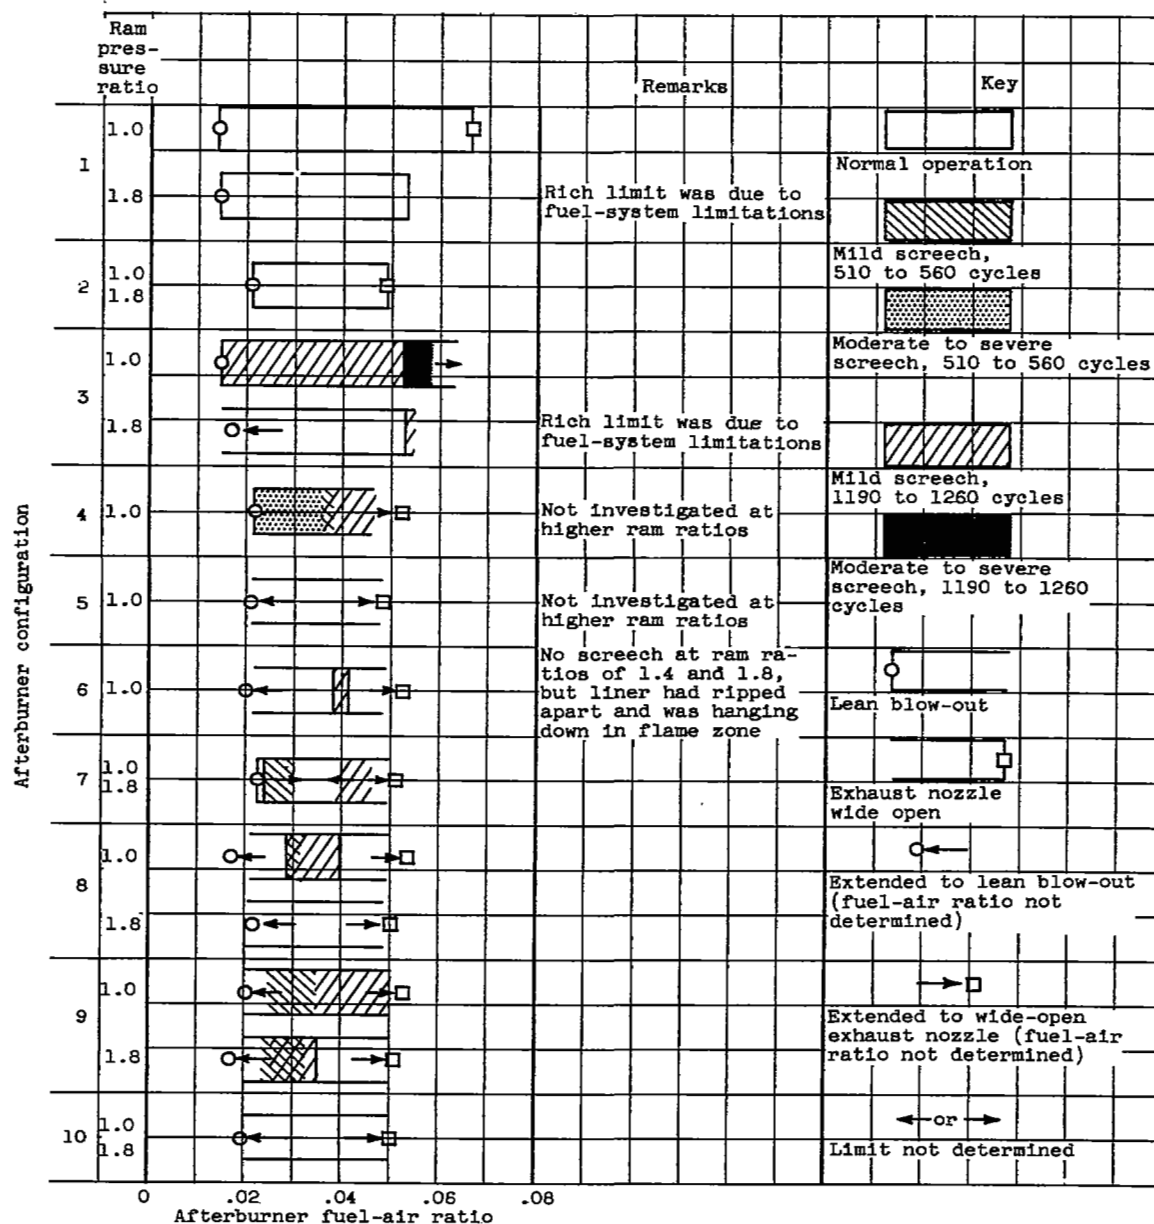 Ram
pres-
sure
ratio
Remarks
Key
Afterburner configuration
1
1.0
1.8
Rich limit was due to
fuel-system limitations
2
1.0
1.8
3
1.0
1.8
Rich limit was due to
fuel-system limitations
4
1.0
Not investigated at
higher ram ratios
5
1.0
Not investigated at
higher ram ratios
6
1.0
No screech at ram ra-
tios of 1.4 and 1.8,
but liner had ripped
apart and was hanging
down in flame zone
7
1.0
1.8
8
1.0
1.8
9
1.0
1.8
10
1.0
1.8
0 .02 .04 .06 .08
Afterburner fuel-air ratio
Normal operation
Mild screech,
510 to 560 cycles
Moderate to severe
screech, 510 to 560 cycles
Mild screech,
1190 to 1260 cycles
Moderate to severe
screech, 1190 to 1260
cycles
Lean blow-out
Exhaust nozzle
wide open
Extended to lean blow-out
(fuel-air ratio not
determined)
Extended to wide-open
exhaust nozzle (fuel-air
ratio not determined)
or
Limit not determined